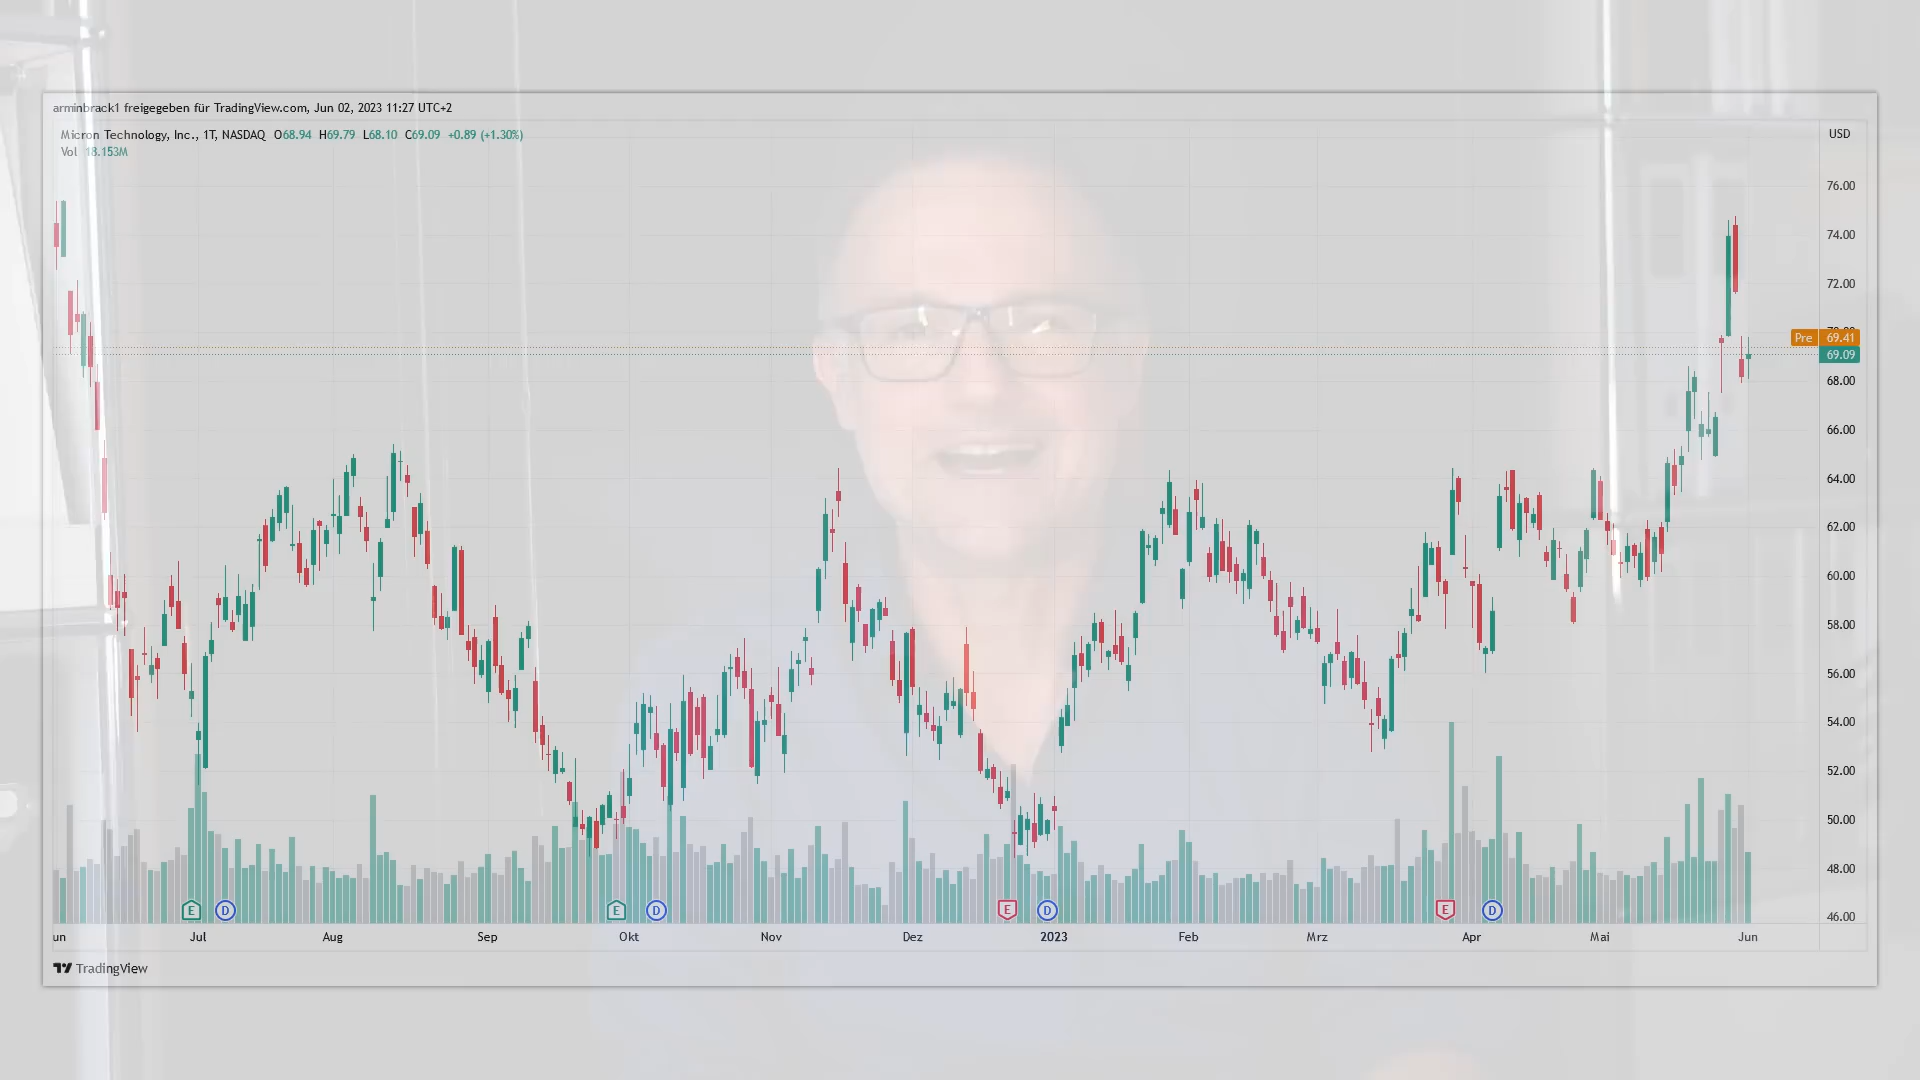 arminbrack1 freigegeben für TradingView.com, Jun 02, 2023 11:27 UTC+2
Micron Technology, Inc., 1T, NASDAQ O68.94 H69.79 L68.10 C69.09 +0.89 (+1.30%)
Vol 18.153M
USD
76.00
74.00
72.00
Pre 69.41
69.09
68.00
66.00
64.00
62.00
60.00
58.00
56.00
54.00
52.00
50.00
48.00
46.00
E D E D E D E D
un Jul Aug Sep Okt Nov Dez 2023 Feb Mrz Apr Mai Jun
TradingView